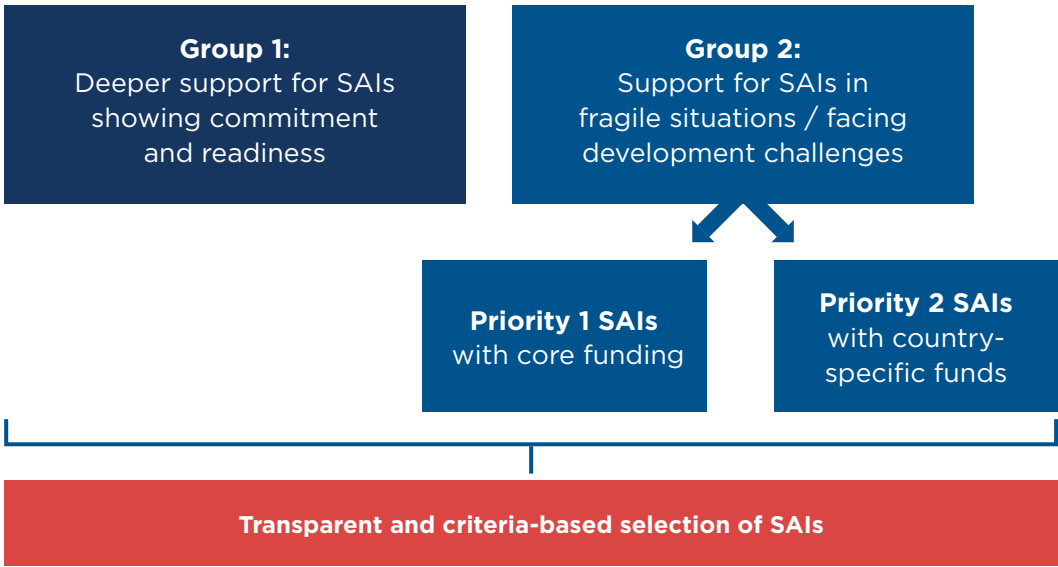 Group 1:
Deeper support for SAIs
showing commitment
and readiness
Group 2:
Support for SAIs in
fragile situations / facing
development challenges
Priority 1 SAIs
with core funding
Priority 2 SAIs
with country-
specific funds
Transparent and criteria-based selection of SAIs